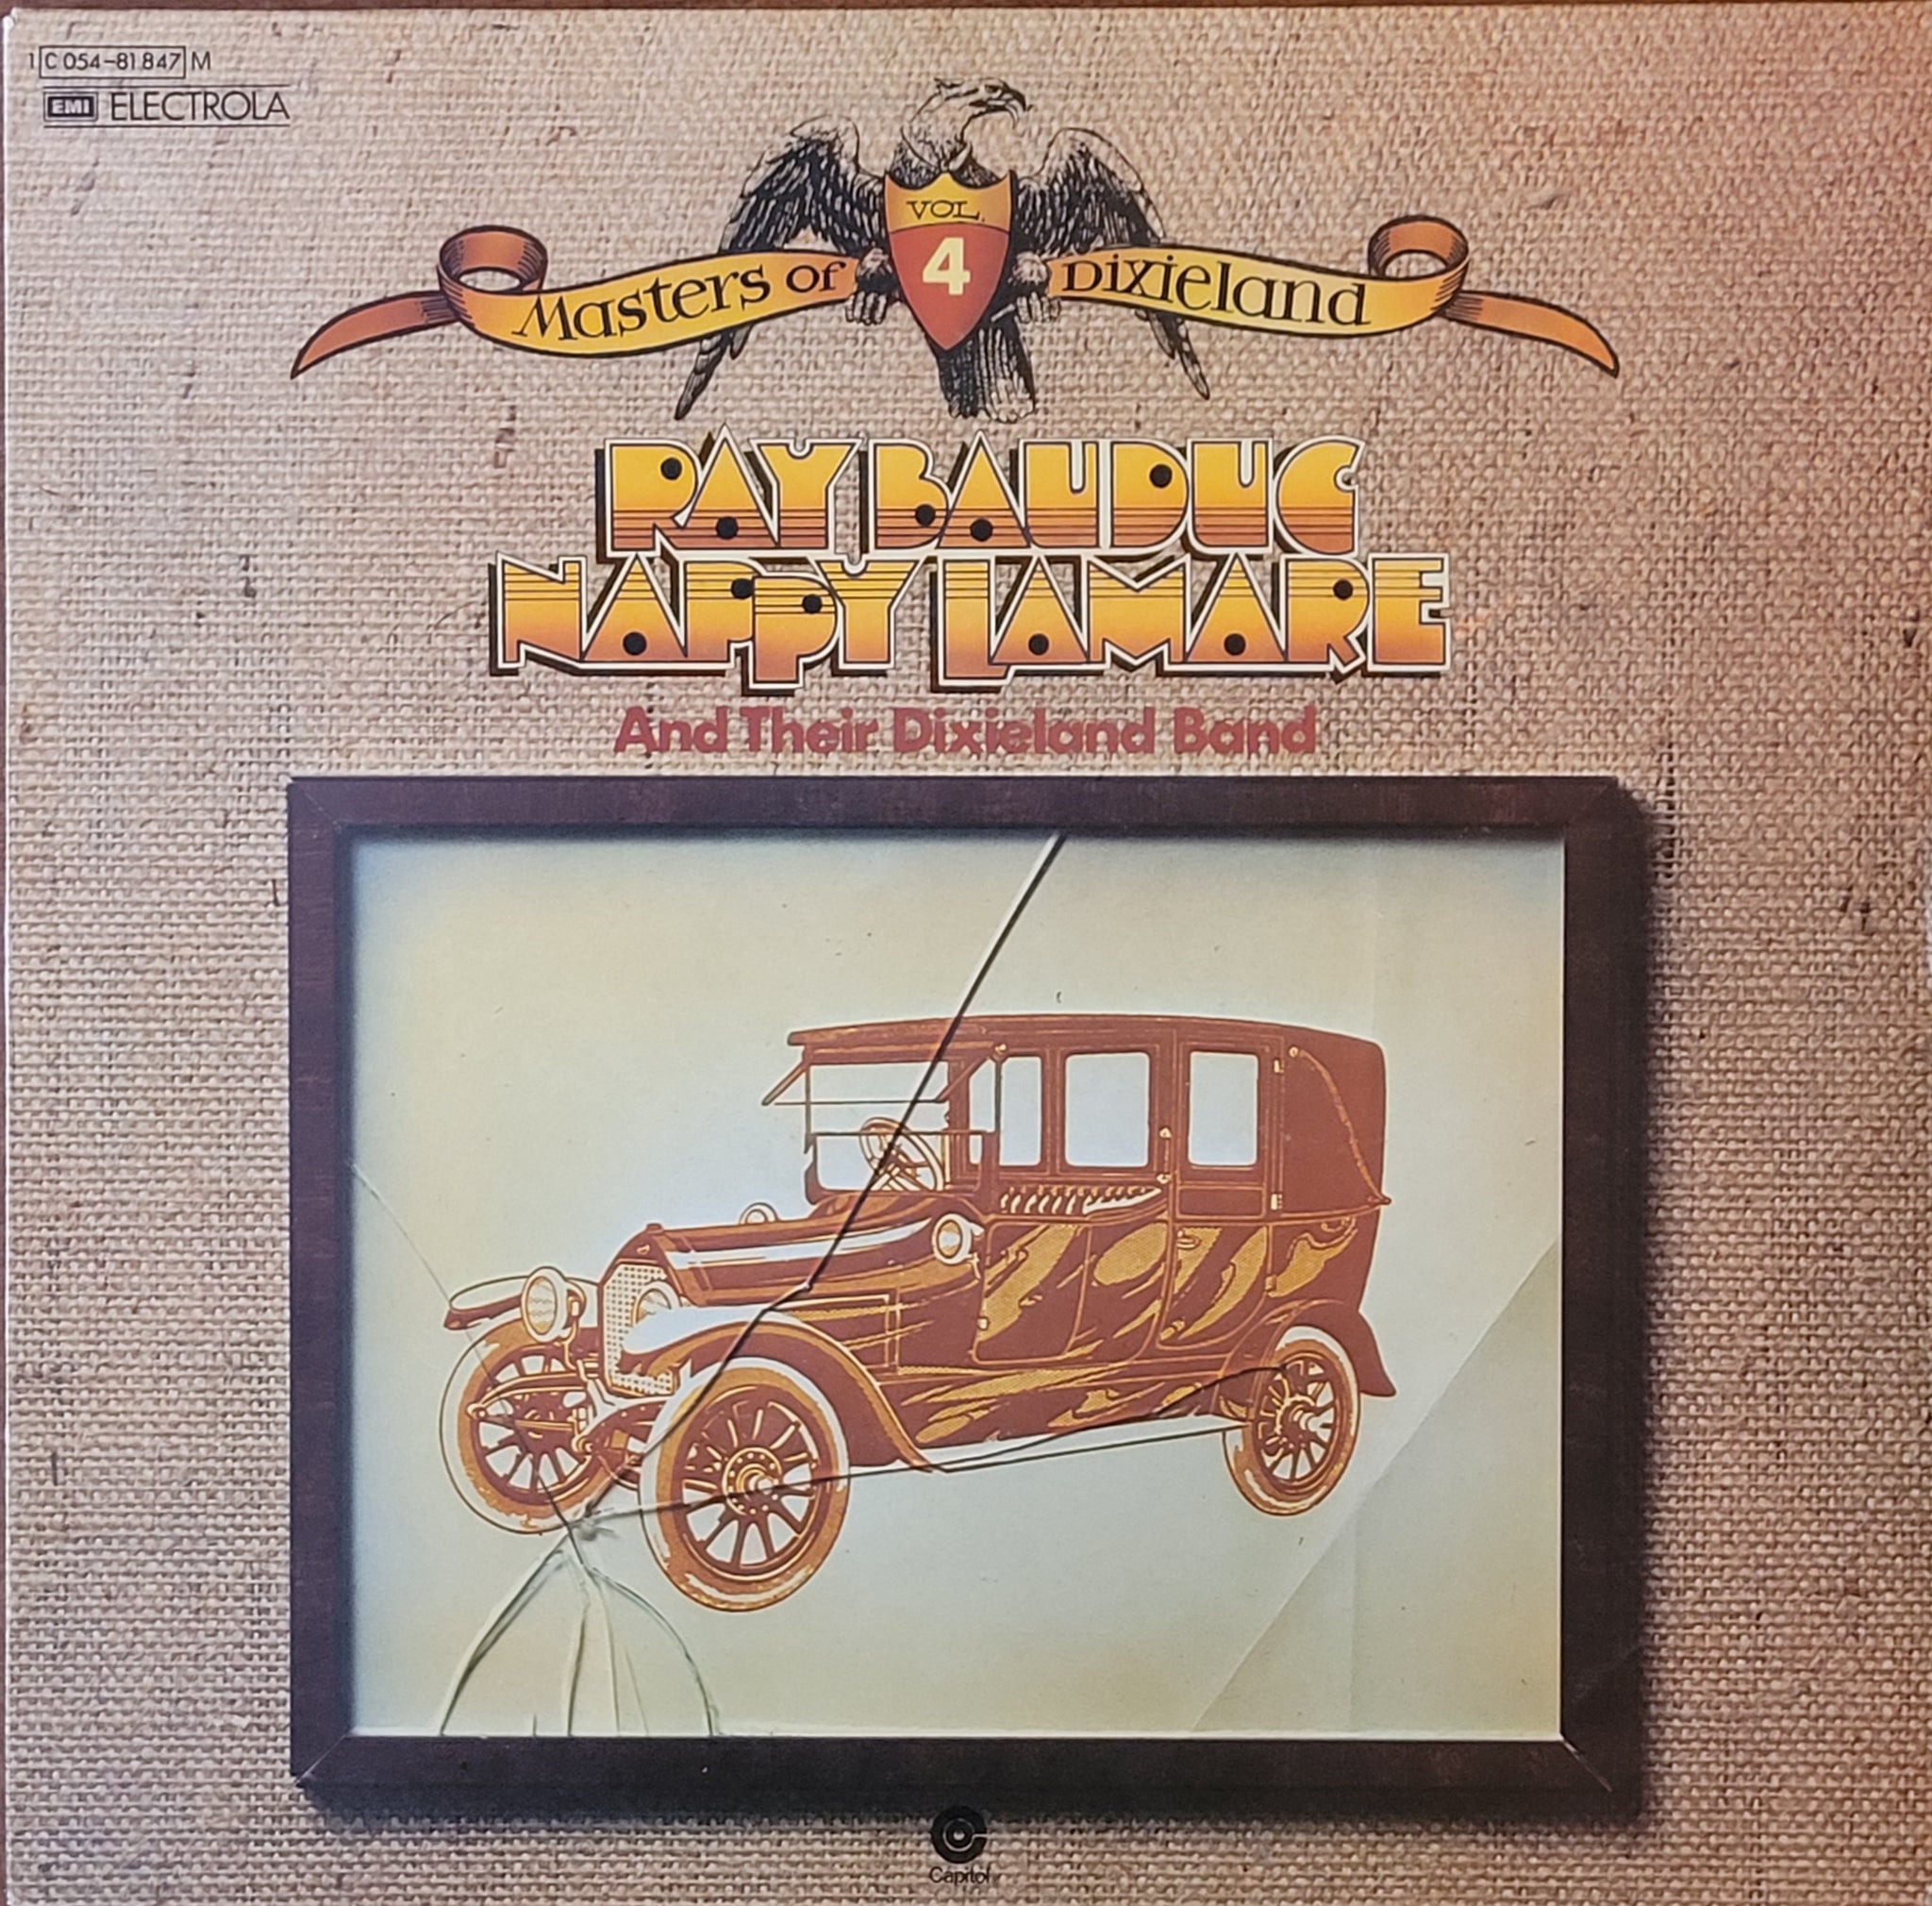 1 C 054-81 847 M
EMI ELECTROLA
VOL.
4
Masters of Dixieland
RAY BAUDUC
NAPPY LAMARE
And Their Dixieland Band
Capitol